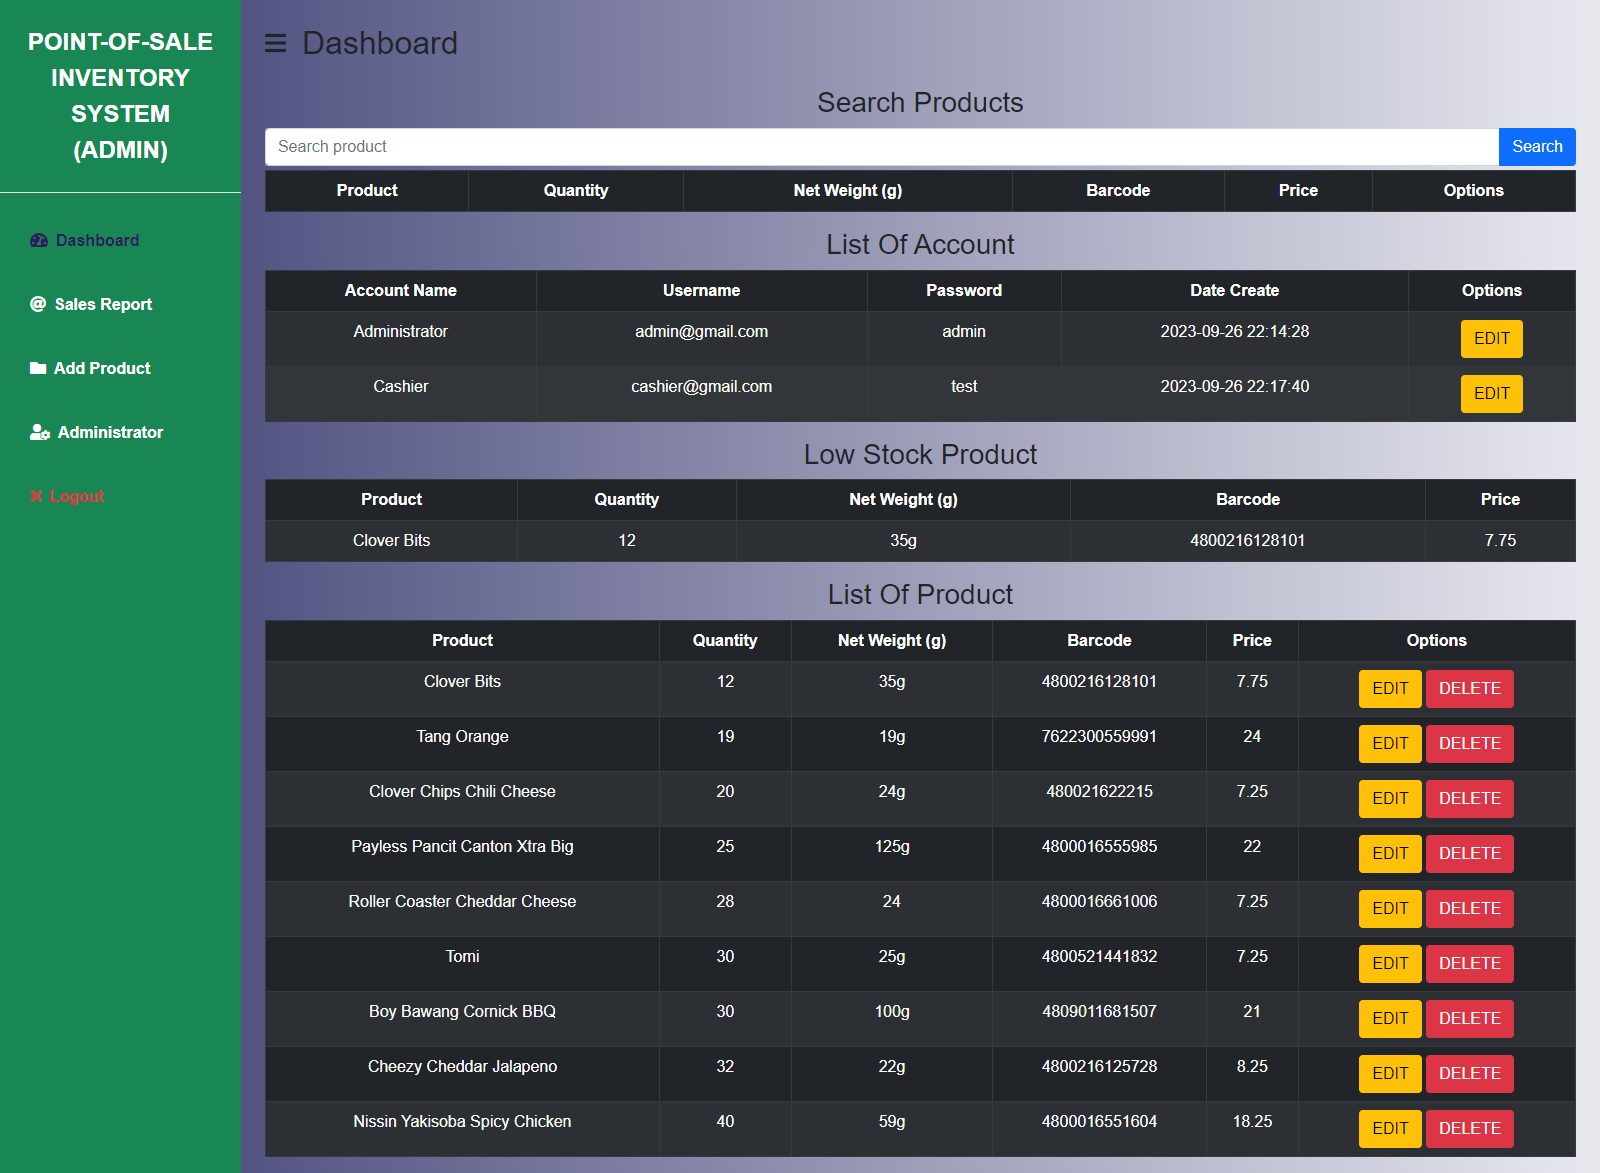 POINT-OF-SALE
INVENTORY
SYSTEM
(ADMIN)
Dashboard
Sales Report
Add Product
Administrator
Logout
Dashboard
Search Products
Search product Search
Product Quantity Net Weight (g) Barcode Price Options
List Of Account
Account Name Username Password Date Create Options
Administrator admin@gmail.com admin 2023-09-26 22:14:28 EDIT
Cashier cashier@gmail.com test 2023-09-26 22:17:40 EDIT
Low Stock Product
Product Quantity Net Weight (g) Barcode Price
Clover Bits 12 35g 4800216128101 7.75
List Of Product
Product Quantity Net Weight (g) Barcode Price Options
Clover Bits 12 35g 4800216128101 7.75 EDIT DELETE
Tang Orange 19 19g 7622300559991 24 EDIT DELETE
Clover Chips Chili Cheese 20 24g 480021622215 7.25 EDIT DELETE
Payless Pancit Canton Xtra Big 25 125g 4800016555985 22 EDIT DELETE
Roller Coaster Cheddar Cheese 28 24 4800016661006 7.25 EDIT DELETE
Tomi 30 25g 4800521441832 7.25 EDIT DELETE
Boy Bawang Cornick BBQ 30 100g 4809011681507 21 EDIT DELETE
Cheezy Cheddar Jalapeno 32 22g 4800216125728 8.25 EDIT DELETE
Nissin Yakisoba Spicy Chicken 40 59g 4800016551604 18.25 EDIT DELETE